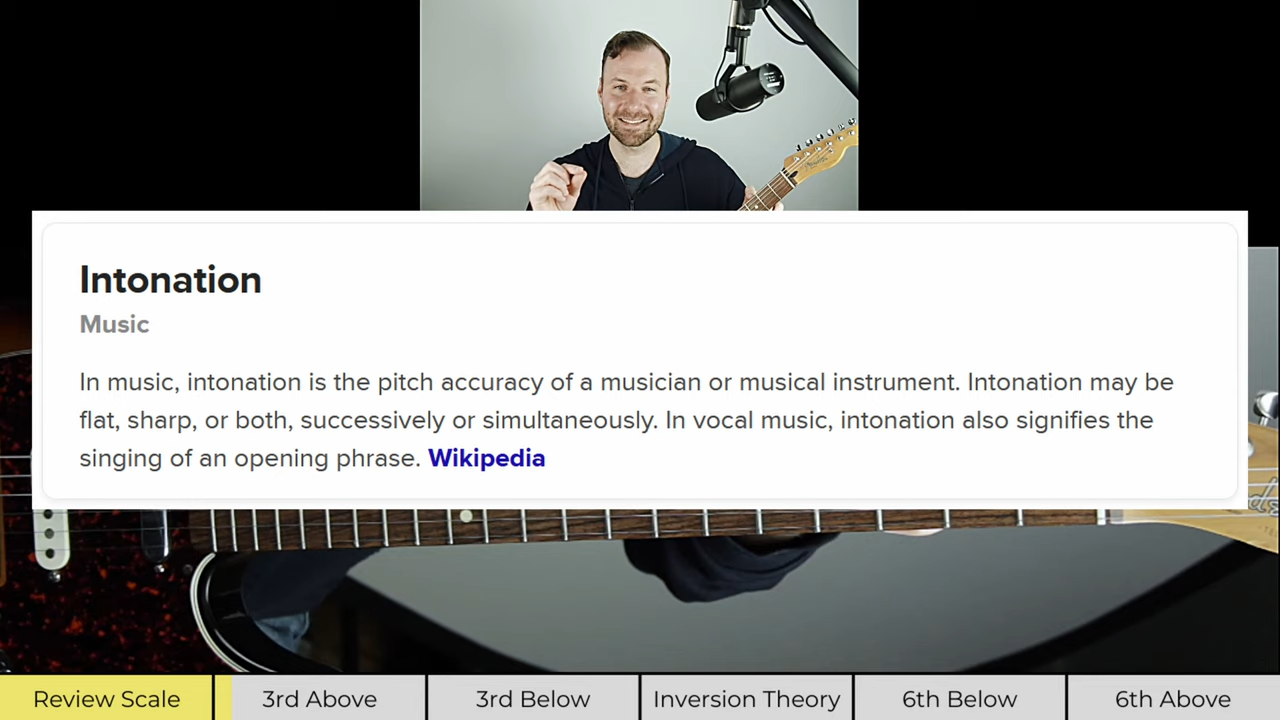 Intonation
Music
In music, intonation is the pitch accuracy of a musician or musical instrument. Intonation may be
flat, sharp, or both, successively or simultaneously. In vocal music, intonation also signifies the
singing of an opening phrase. Wikipedia
Review Scale
3rd Above
3rd Below
Inversion Theory
6th Below
6th Above